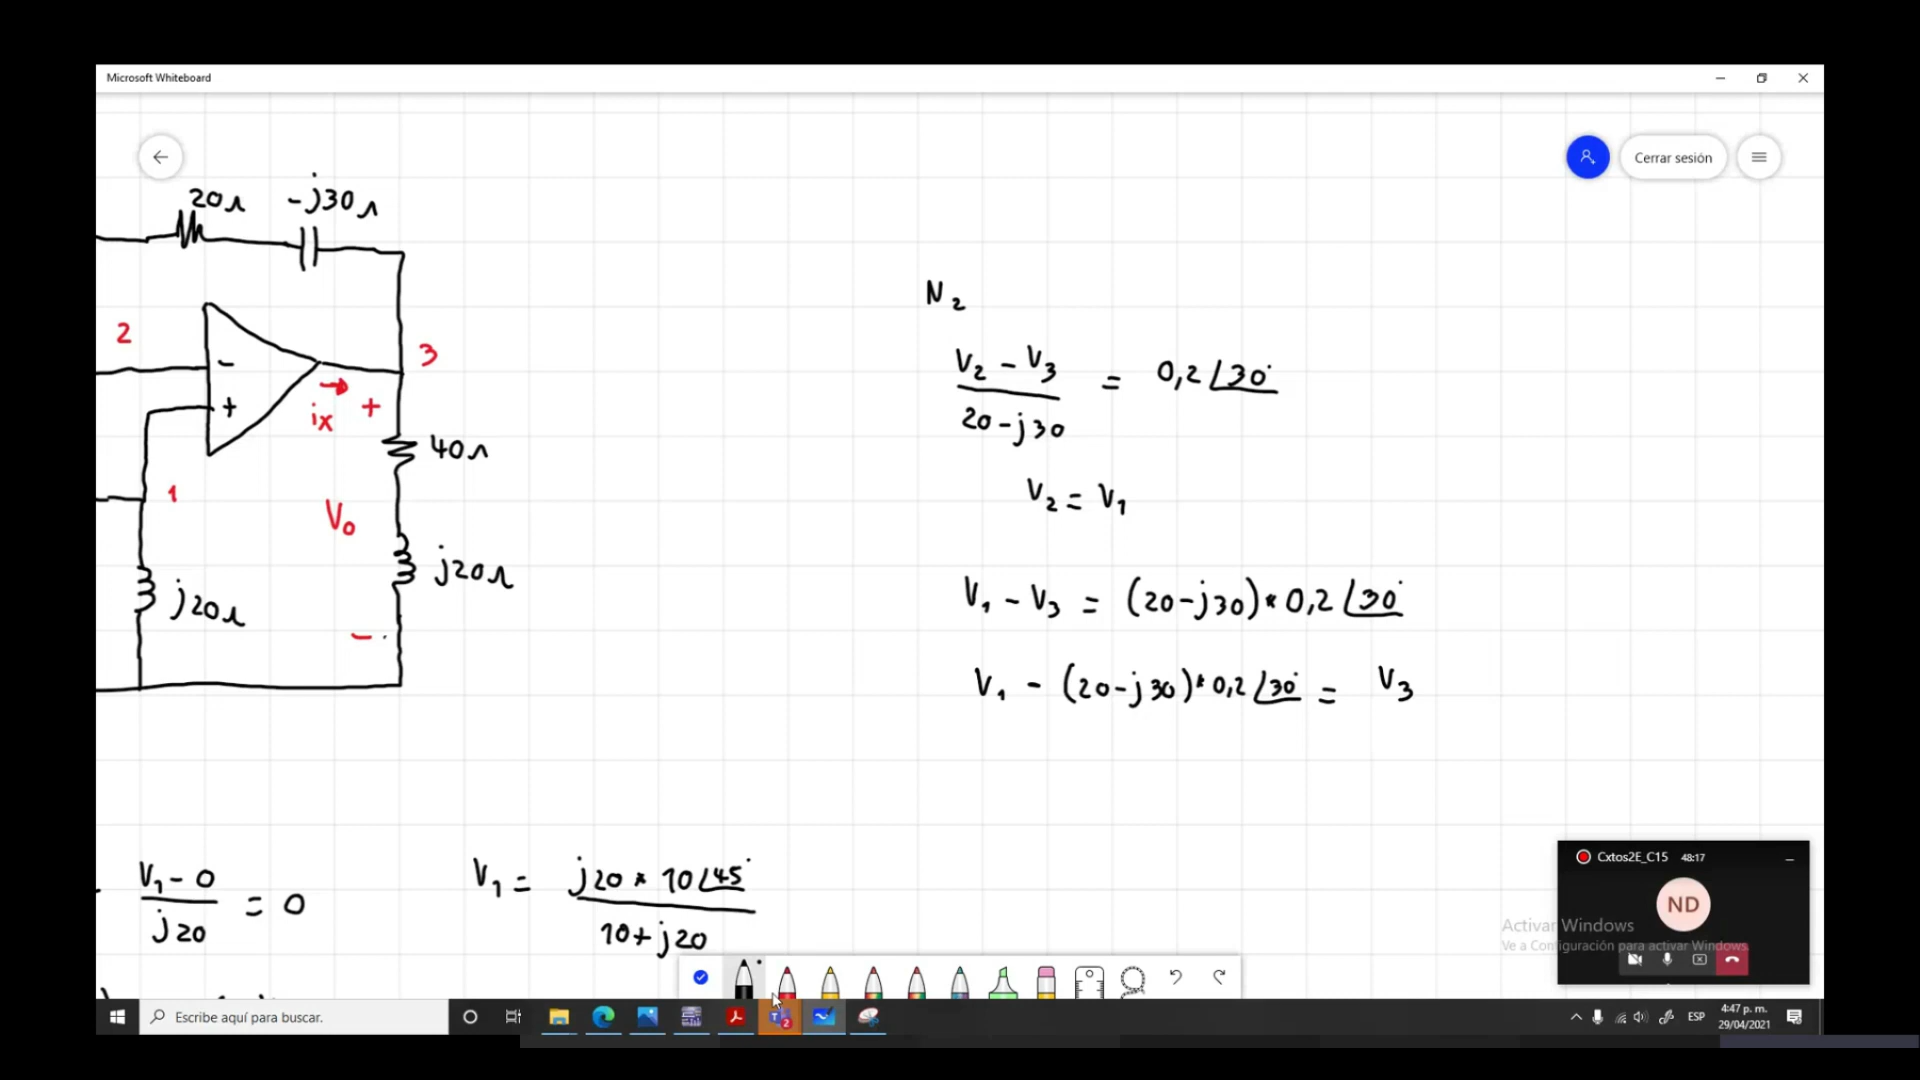 Microsoft Whiteboard
Cerrar sesión
20Ω -j30Ω
2
-
3
+
ix +
40Ω
1
V₀
j20Ω
j20Ω
-
N₂
(V₂ - V₃)/(20 - j30) = 0,2∠30°
V₂ = V₁
V₁ - V₃ = (20 - j30) * 0,2∠30°
V₁ - (20 - j30) * 0,2∠30° = V₃
(V₁ - 0)/(j20) = 0
V₁ = (j20 * 10∠45°)/(10 + j20)
Cxtos2E_C15 48:17
ND
Activar Windows
Ve a Configuración para activar Windows.
Escribe aquí para buscar.
2
ESP
4:47 p. m.
29/04/2021